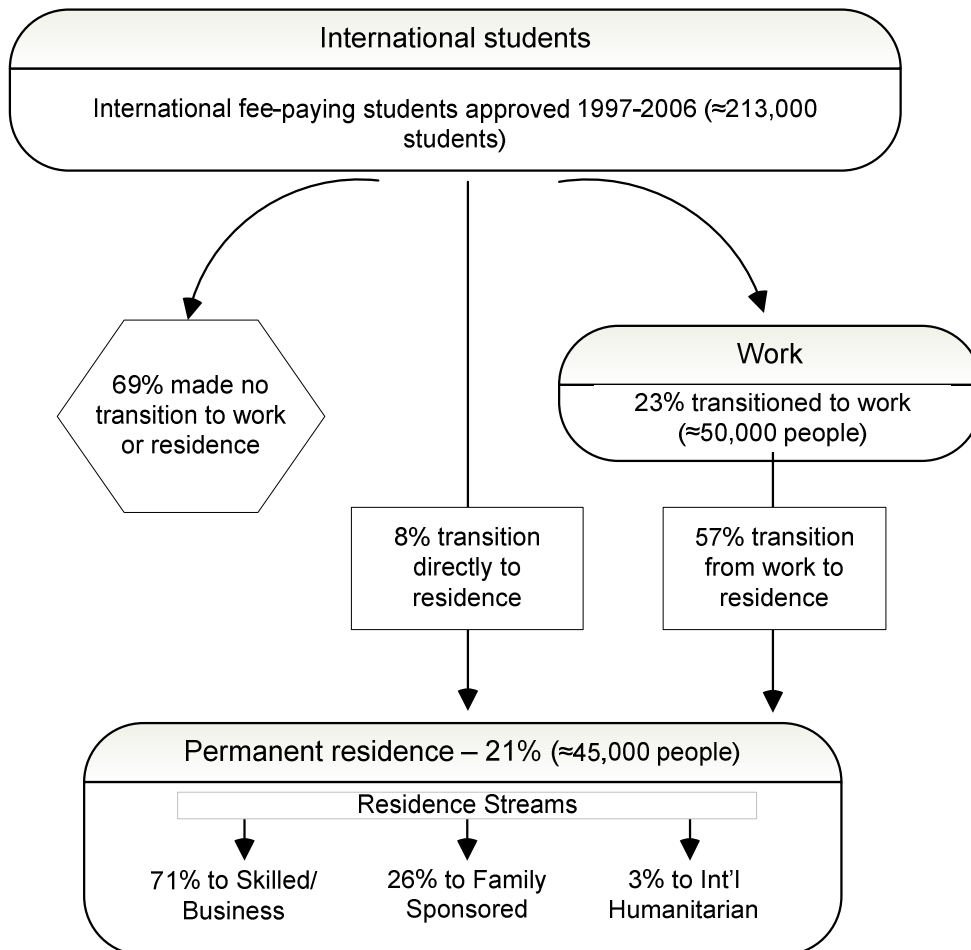 International students
International fee-paying students approved 1997-2006 (≈213,000
students)
69% made no
transition to work
or residence
Work
23% transitioned to work
(≈50,000 people)
8% transition
directly to
residence
57% transition
from work to
residence
Permanent residence – 21% (≈45,000 people)
Residence Streams
71% to Skilled/
Business
26% to Family
Sponsored
3% to Int'l
Humanitarian